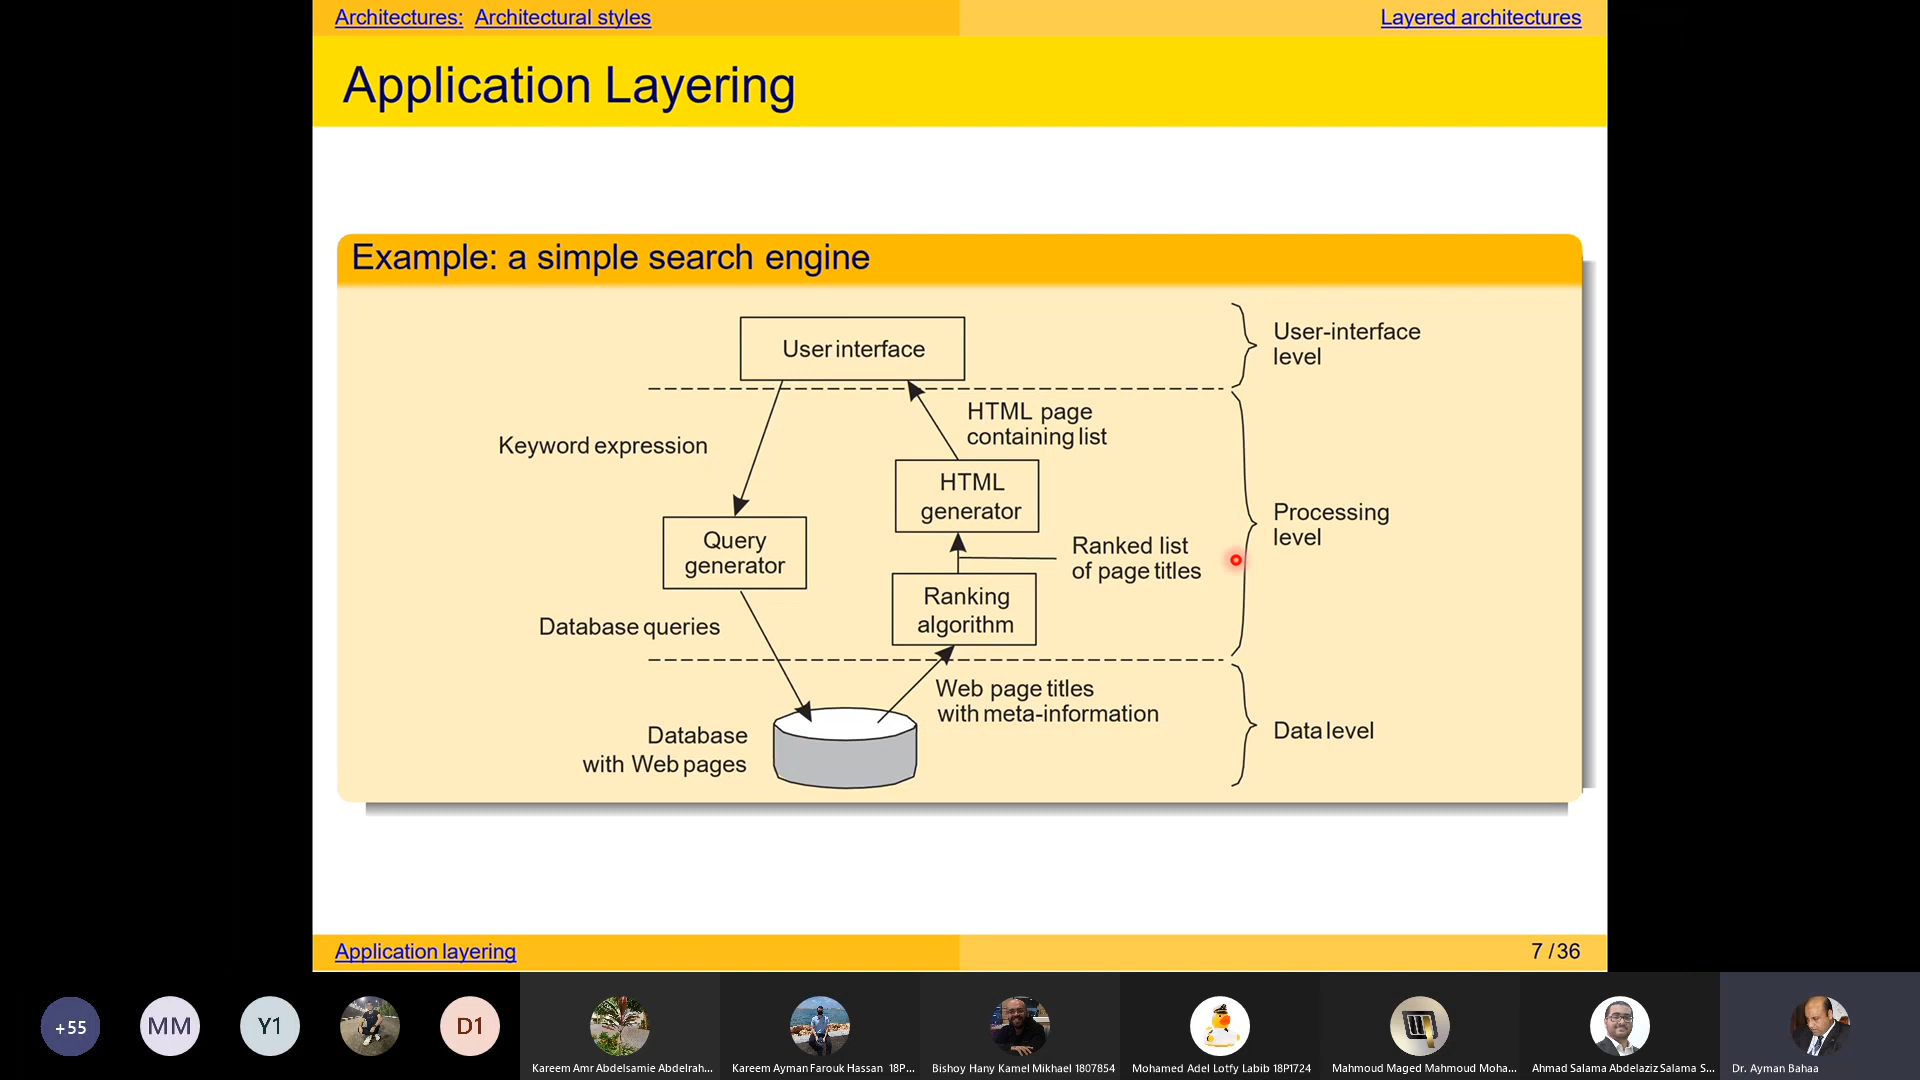 Architectures: Architectural styles
Layered architectures
Application Layering
Example: a simple search engine
User interface
User-interface
level
HTML page
containing list
Keyword expression
HTML
generator
Processing
level
Query
generator
Ranked list
of page titles
Ranking
algorithm
Database queries
Web page titles
with meta-information
Database
with Web pages
Data level
Application layering
7 / 36
+55
MM
Y1
D1
Kareem Amr Abdelsamie Abdelrah...
Kareem Ayman Farouk Hassan 18P...
Bishoy Hany Kamel Mikhael 1807854
Mohamed Adel Lotfy Labib 18P1724
Mahmoud Maged Mahmoud Moha...
Ahmad Salama Abdelaziz Salama S...
Dr. Ayman Bahaa